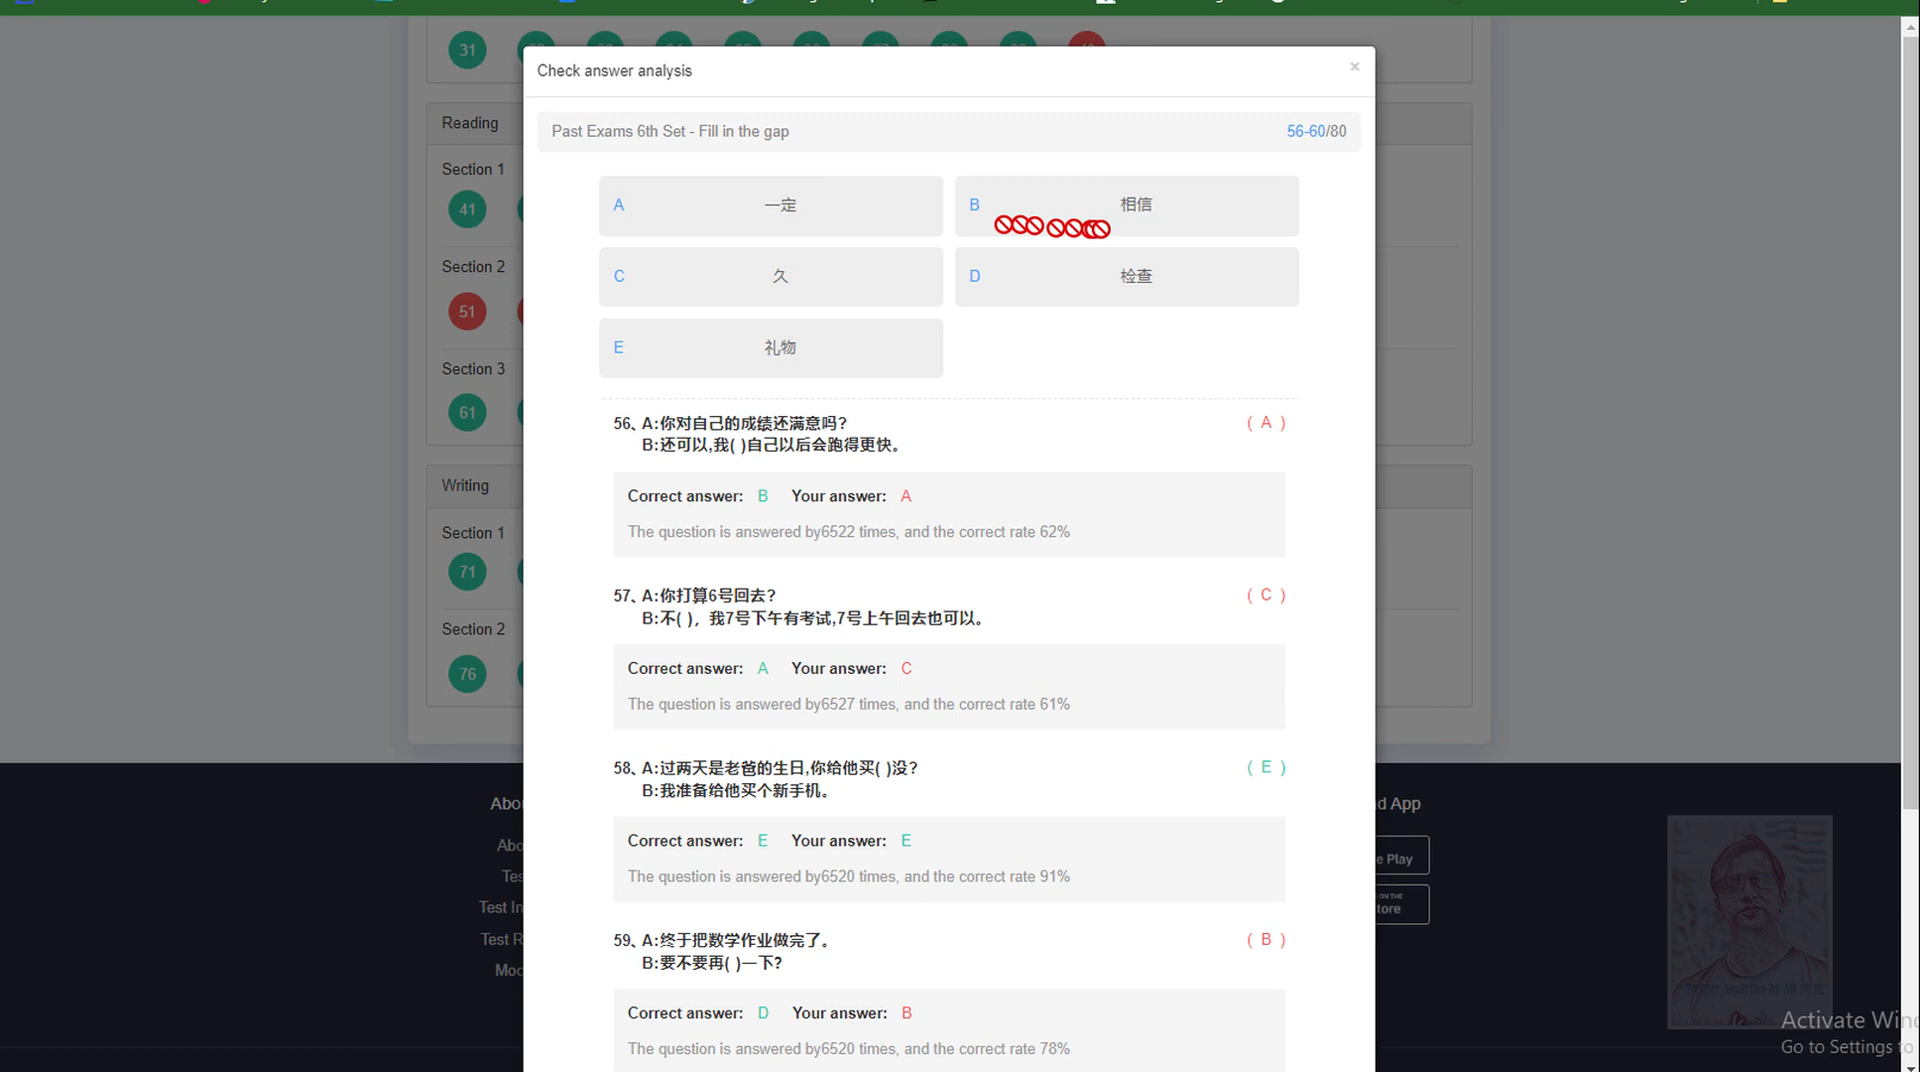 31
Check answer analysis
×
Reading
Past Exams 6th Set - Fill in the gap
56-60/80
Section 1
41
A 一定
B 相信
Section 2
51
C 久
D 检查
Section 3
61
E 礼物
56、A:你对自己的成绩还满意吗?
( A )
B:还可以,我( )自己以后会跑得更快。
Writing
Correct answer: B Your answer: A
Section 1
The question is answered by6522 times, and the correct rate 62%
71
57、A:你打算6号回去?
( C )
B:不( )，我7号下午有考试,7号上午回去也可以。
Section 2
76
Correct answer: A Your answer: C
The question is answered by6527 times, and the correct rate 61%
58、A:过两天是老爸的生日,你给他买( )没?
( E )
B:我准备给他买个新手机。
Correct answer: E Your answer: E
The question is answered by6520 times, and the correct rate 91%
59、A:终于把数学作业做完了。
( B )
B:要不要再( )一下?
Correct answer: D Your answer: B
The question is answered by6520 times, and the correct rate 78%
App
Play
ON THE
Activate Win
Go to Settings to